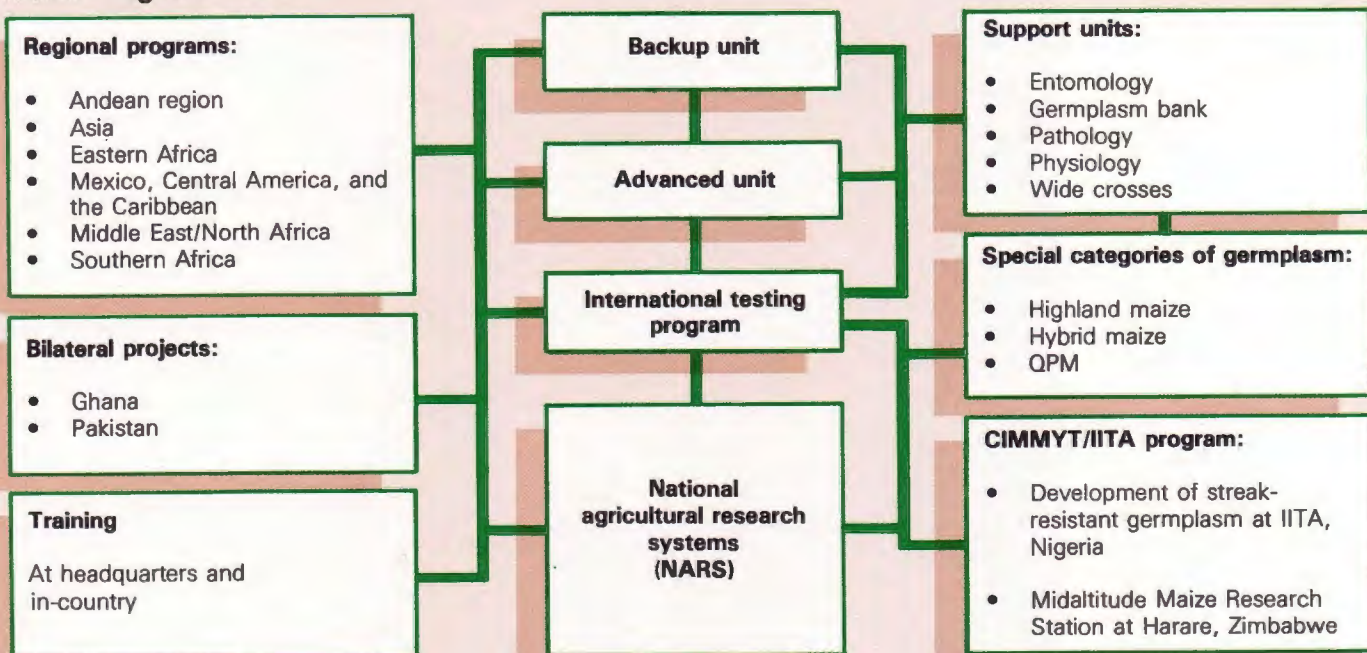 Regional programs:
• Andean region
• Asia
• Eastern Africa
• Mexico, Central America, and
the Caribbean
• Middle East/North Africa
• Southern Africa
Bilateral projects:
• Ghana
• Pakistan
Training
At headquarters and
in-country
Backup unit
Advanced unit
International testing
program
National
agricultural research
systems
(NARS)
Support units:
• Entomology
• Germplasm bank
• Pathology
• Physiology
• Wide crosses
Special categories of germplasm:
• Highland maize
• Hybrid maize
• QPM
CIMMYT/IITA program:
• Development of streak-
resistant germplasm at IITA,
Nigeria
• Midaltitude Maize Research
Station at Harare, Zimbabwe